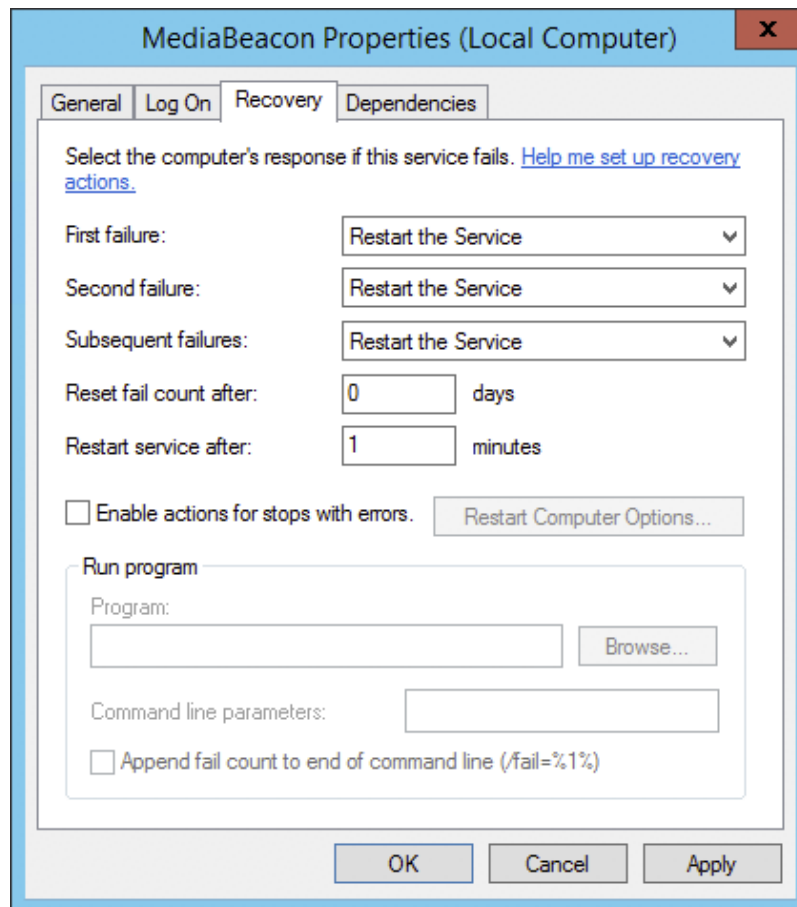 MediaBeacon Properties (Local Computer)
x
General Log On Recovery Dependencies
Select the computer's response if this service fails. Help me set up recovery
actions.
First failure: Restart the Service
Second failure: Restart the Service
Subsequent failures: Restart the Service
Reset fail count after: 0 days
Restart service after: 1 minutes
Enable actions for stops with errors. Restart Computer Options...
Run program
Program:
Browse...
Command line parameters:
Append fail count to end of command line (/fail=%1%)
OK Cancel Apply